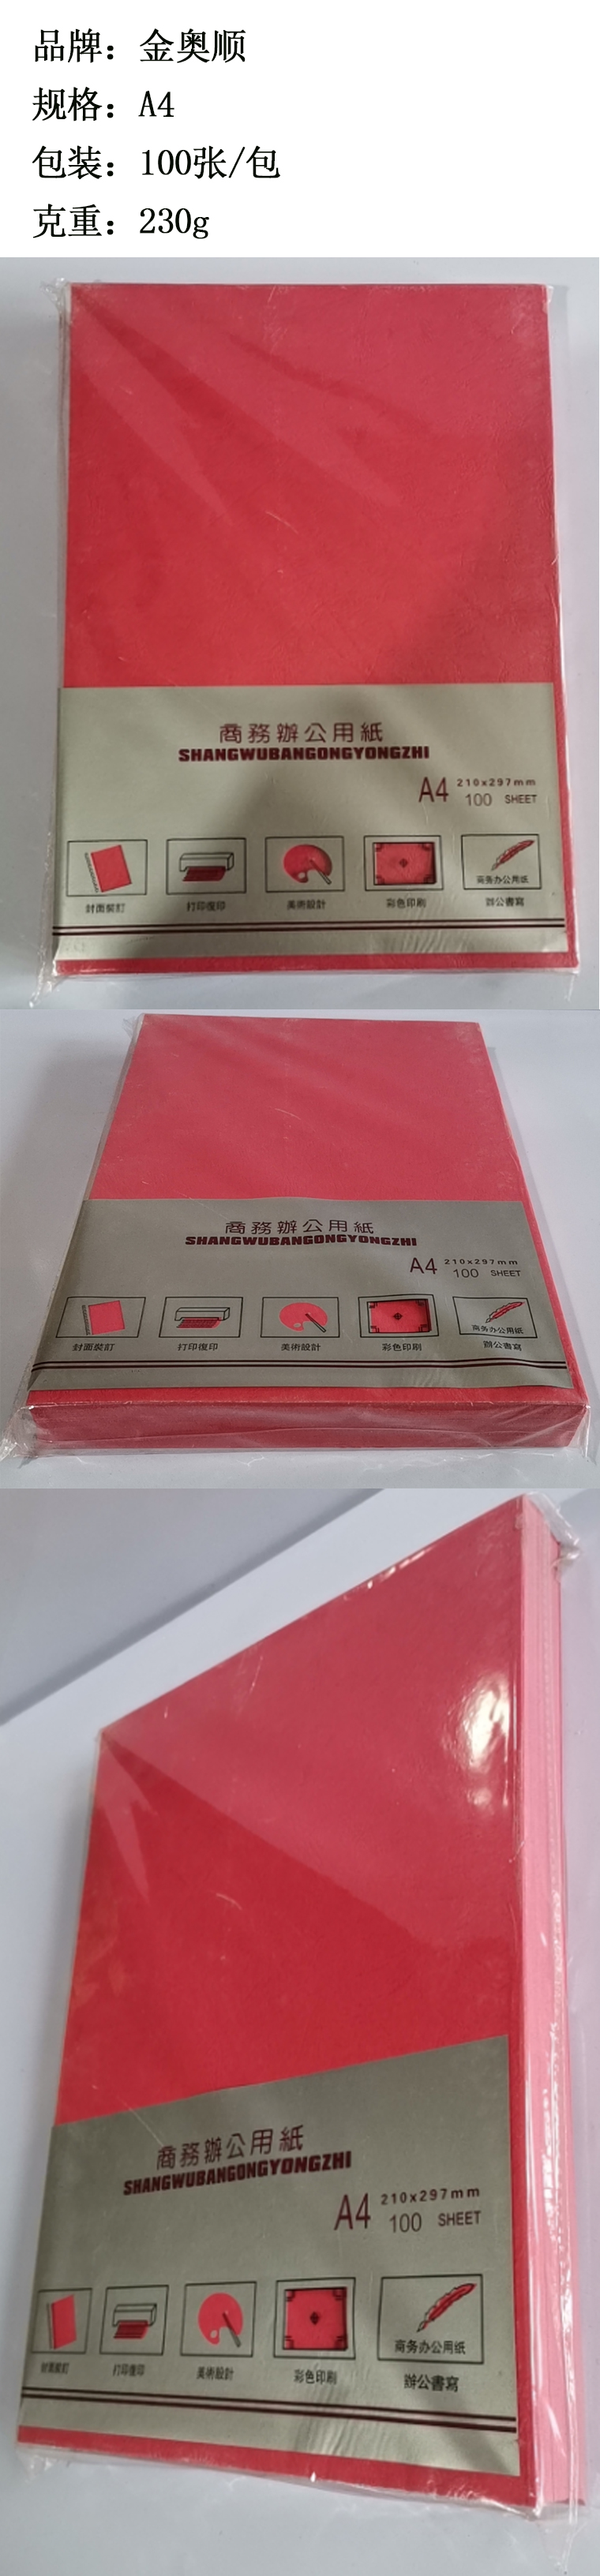 品牌：金奥顺
规格：A4
包装：100张/包
克重：230g
商務辦公用紙
SHANGWUBANGONGYONGZHI
A4 210x297mm
100 SHEET
商务办公用纸
封面裝訂 打印復印 美術設計 彩色印刷 辦公書寫
商務辦公用紙
SHANGWUBANGONGYONGZHI
A4 210x297mm
100 SHEET
商务办公用纸
封面裝訂 打印復印 美術設計 彩色印刷 辦公書寫
商務辦公用紙
SHANGWUBANGONGYONGZHI
A4 210x297mm
100 SHEET
商务办公用纸
封面裝訂 打印復印 美術設計 彩色印刷 辦公書寫